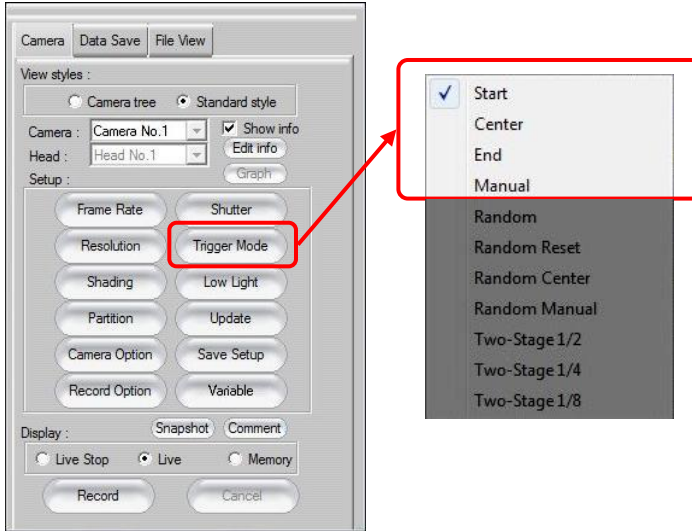 Camera Data Save File View
View styles :
Camera tree Standard style
Camera : Camera No.1 Show info
Head : Head No.1 Edit info
Setup : Graph
Frame Rate Shutter
Resolution Trigger Mode
Shading Low Light
Partition Update
Camera Option Save Setup
Record Option Variable
Display : Snapshot Comment
Live Stop Live Memory
Record Cancel
Start
Center
End
Manual
Random
Random Reset
Random Center
Random Manual
Two-Stage 1/2
Two-Stage 1/4
Two-Stage 1/8